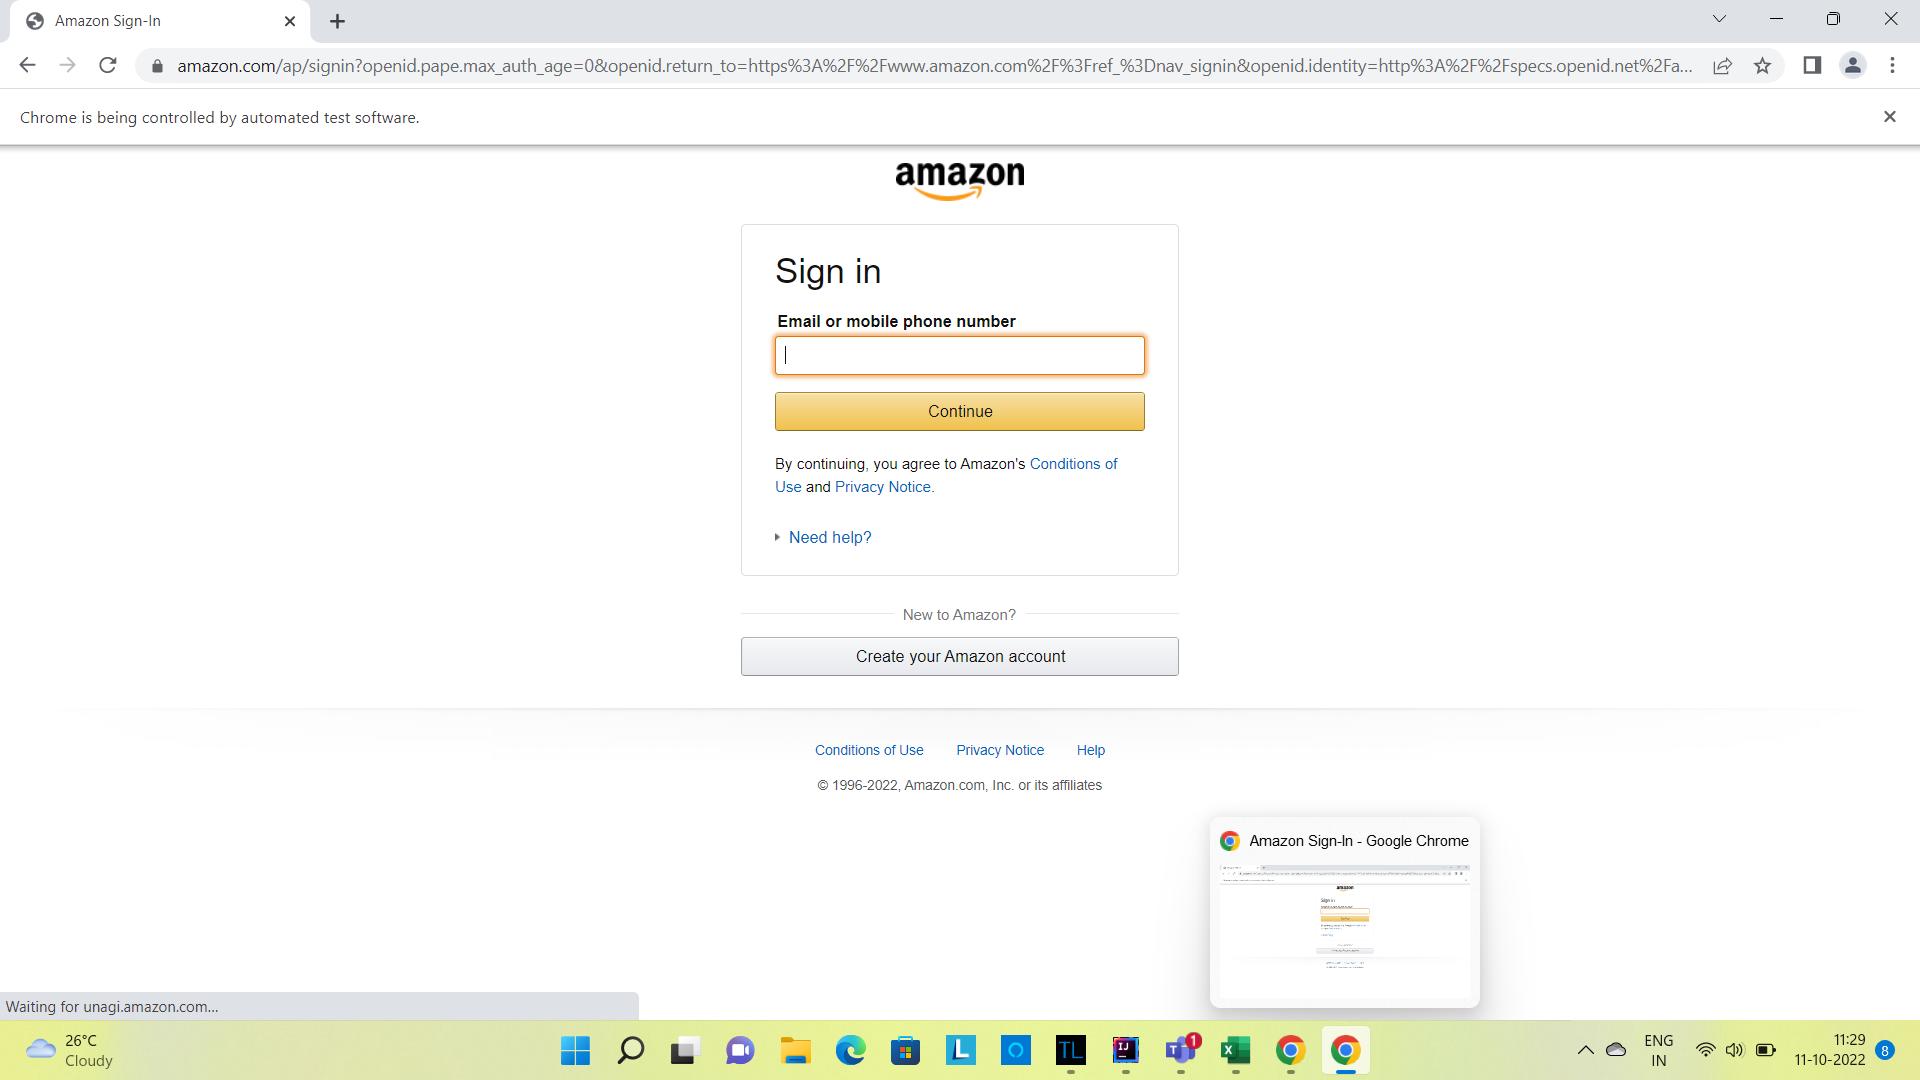 Amazon Sign-In
amazon.com/ap/signin?openid.pape.max_auth_age=0&openid.return_to=https%3A%2F%2Fwww.amazon.com%2F%3Fref_%3Dnav_signin&openid.identity=http%3A%2F%2Fspecs.openid.net%2Fa...
Chrome is being controlled by automated test software.
amazon
Sign in
Email or mobile phone number
Continue
By continuing, you agree to Amazon's Conditions of
Use and Privacy Notice.
Need help?
New to Amazon?
Create your Amazon account
Conditions of Use Privacy Notice Help
© 1996-2022, Amazon.com, Inc. or its affiliates
Amazon Sign-In - Google Chrome
amazon
Sign in
Waiting for unagi.amazon.com...
26°C
Cloudy
L
TL
IJ
T
1
X
ENG
IN
11:29
11-10-2022
8